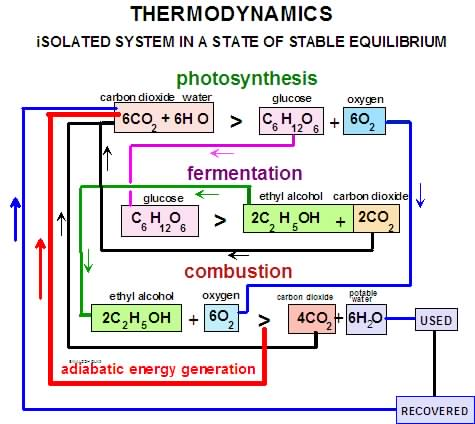 THERMODYNAMICS
iSOLATED SYSTEM IN A STATE OF STABLE EQUILIBRIUM
photosynthesis
carbon dioxide water glucose oxygen
6CO2 + 6H O > C6H12O6 + 6O2
fermentation
glucose ethyl alcohol carbon dioxide
C6H12O6 > 2C2H5OH + 2CO2
combustion
ethyl alcohol oxygen carbon dioxide potable water
2C2H5OH + 6O2 > 4CO2 + 6H2O USED
adiabatic energy generation
RECOVERED